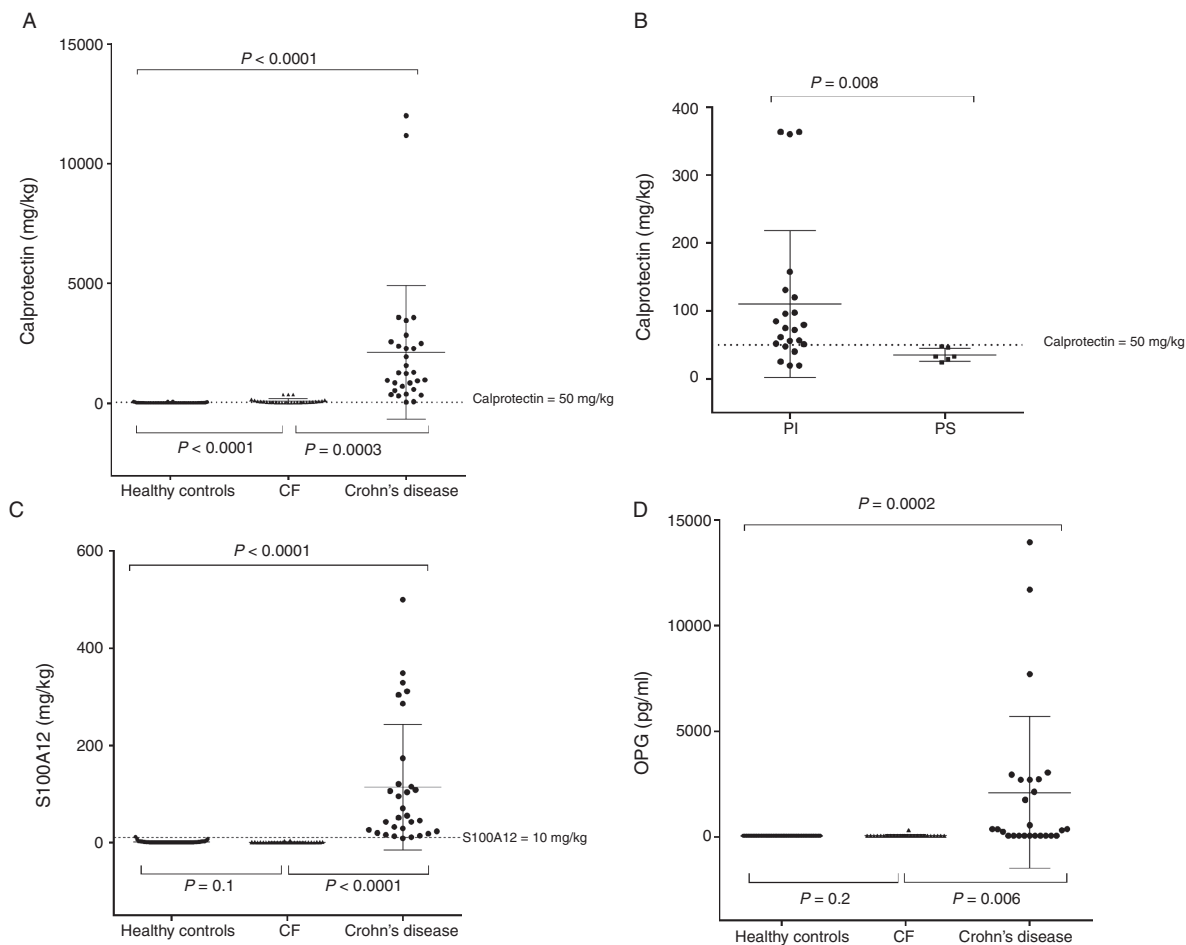 A
15000
10000
5000
0
Calprotectin (mg/kg)
P < 0.0001
Calprotectin = 50 mg/kg
P < 0.0001
P = 0.0003
Healthy controls
CF
Crohn's disease
B
400
300
200
100
0
Calprotectin (mg/kg)
P = 0.008
Calprotectin = 50 mg/kg
PI
PS
C
600
400
200
0
S100A12 (mg/kg)
P < 0.0001
S100A12 = 10 mg/kg
P = 0.1
P < 0.0001
Healthy controls
CF
Crohn's disease
D
15000
10000
5000
0
OPG (pg/ml)
P = 0.0002
P = 0.2
P = 0.006
Healthy controls
CF
Crohn's disease